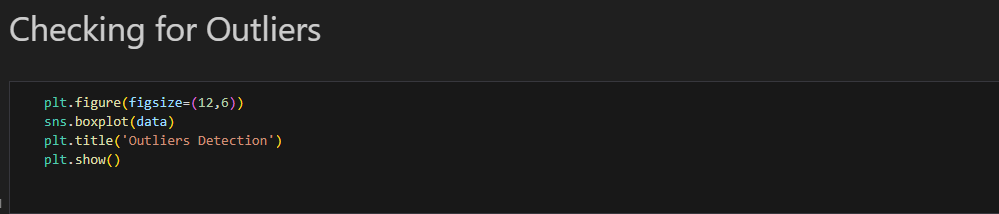 Checking for Outliers
plt.figure(figsize=(12,6))
sns.boxplot(data)
plt.title('Outliers Detection')
plt.show()